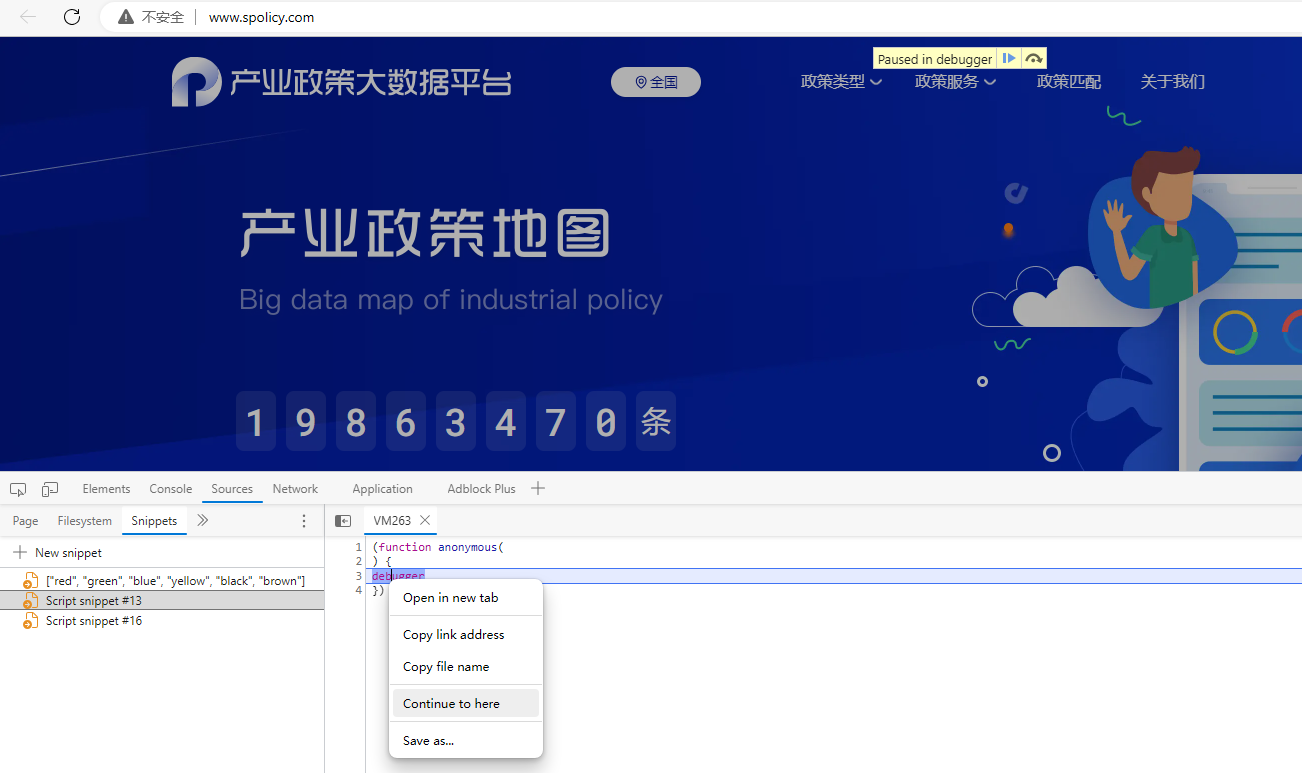 不安全 www.spolicy.com
产业政策大数据平台
全国
Paused in debugger
政策类型 政策服务 政策匹配 关于我们
产业政策地图
Big data map of industrial policy
19863470条
Elements Console Sources Network Application Adblock Plus
Page Filesystem Snippets
New snippet
["red", "green", "blue", "yellow", "black", "brown"]
Script snippet #13
Script snippet #16
VM263
1 (function anonymous(
2 ) {
3 debugger
4 })
Open in new tab
Copy link address
Copy file name
Continue to here
Save as...